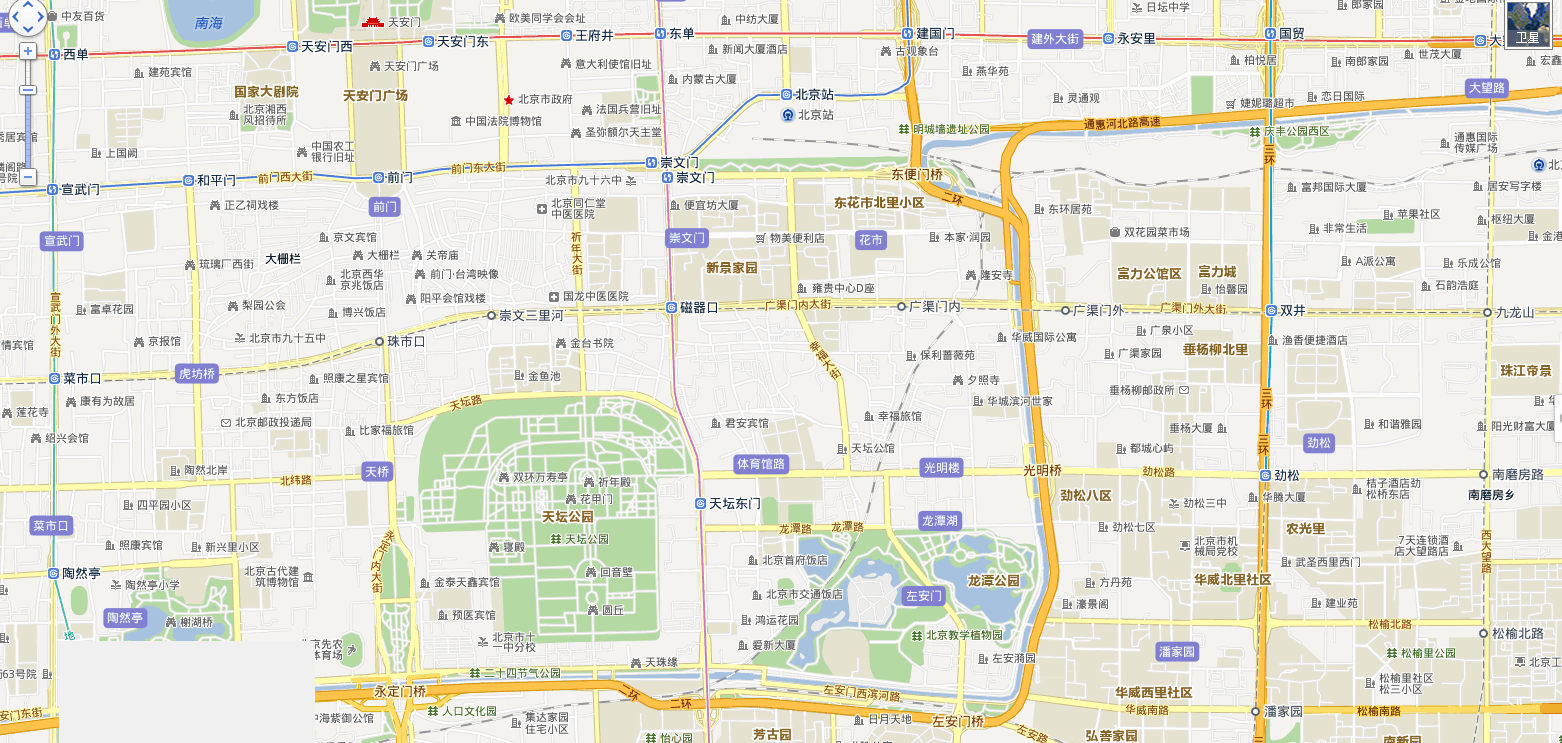 中友百货
南海
天安门
欧美同学会会址
中纺大厦
日坛中学
郎家园
卫星
西单
天安门西
天安门东
王府井
东单
建国门
建外大街
永安里
国贸
新闻大厦酒店
古观象台
柏悦居
世茂大厦
南郎家园
建苑宾馆
天安门广场
意大利使馆旧址
内蒙古大厦
燕华苑
国家大剧院
天安门广场
北京市政府
北京站
灵通观
婕妮璐超市
恋日国际
大望路
北京湘西
风招待所
中国法院博物馆
法国兵营旧址
北京站
明城墙遗址公园
通惠河北路高速
庆丰公园西区
圣弥额尔天主堂
上国阙
中国农工
银行旧址
通惠国际
传媒广场
三环
宣武门
和平门
前门西大街
前门
前门东大街
崇文门
崇文门
北京市九十六中
东便门桥
二环
富邦国际大厦
居安写字楼
正乙祠戏楼
前门
北京同仁堂
中医医院
便宜坊大厦
东花市北里小区
东环居苑
苹果社区
枢纽大厦
宣武门
京文宾馆
祈年大街
崇文门
物美便利店
花市
本家·润园
双花园菜市场
非常生活
大栅栏
大栅栏
关帝庙
琉璃厂西街
新景家园
隆安寺
富力公馆区
富力城
A派公寓
乐成公馆
北京西华
京兆饭店
前门·台湾映像
雍贵中心D座
怡馨园
石韵浩庭
宣武门外大街
富卓花园
梨园公会
阳平会馆戏楼
国龙中医医院
博兴饭店
崇文三里河
磁器口
广渠门内大街
广渠门内
广渠门外
广渠门外大街
双井
九龙山
京报馆
北京市九十五中
珠市口
金台书院
幸福大街
保利蔷薇苑
华威国际公寓
广泉小区
广渠家园
垂杨柳北里
渔香便捷酒店
菜市口
虎坊桥
照康之星宾馆
金鱼池
夕照寺
垂杨柳邮政所
珠江帝景
康有为故居
东方饭店
天坛路
华城滨河世家
三环
莲花寺
北京邮政投递局
比家福旅馆
君安宾馆
幸福旅馆
垂杨大厦
和谐雅园
阳光财富大厦
绍兴会馆
天坛公馆
都城心屿
劲松
三环
陶然北岸
天桥
体育馆路
光明楼
光明桥
劲松路
劲松
南磨房路
北纬路
双环万寿亭
祈年殿
花甲门
劲松八区
桔子酒店劲
松桥东店
南磨房乡
四平园小区
天坛公园
天坛东门
劲松三中
华腾大厦
菜市口
龙潭湖
龙潭路
龙潭路
劲松七区
农光里
照康宾馆
新兴里小区
寝殿
天坛公园
北京首府饭店
北京市机
械局党校
7天连锁酒
店大望路店
西大望路
永定门内大街
武圣西里西门
陶然亭
陶然亭小学
北京古代建
筑博物馆
金泰天鑫宾馆
回音壁
龙潭公园
方丹苑
华威北里社区
北京市交通饭店
左安门
濠景阁
建业苑
陶然亭
榭湖桥
预医宾馆
圆丘
鸿运花园
北京教学植物园
松榆北路
松榆北路
地
北京市十
一中分校
爱新大厦
左安漪园
潘家园
松榆里公园
天珠缘
二十四节气公园
松榆里社区
松三小区
永定门桥
二环
二环
左安门西滨河路
华威西里社区
人口文化园
集达家园
住宅小区
日月天地
左安门桥
左安路
华威南路
潘家园
松榆南路
怡心园
芳古园
弘善家园